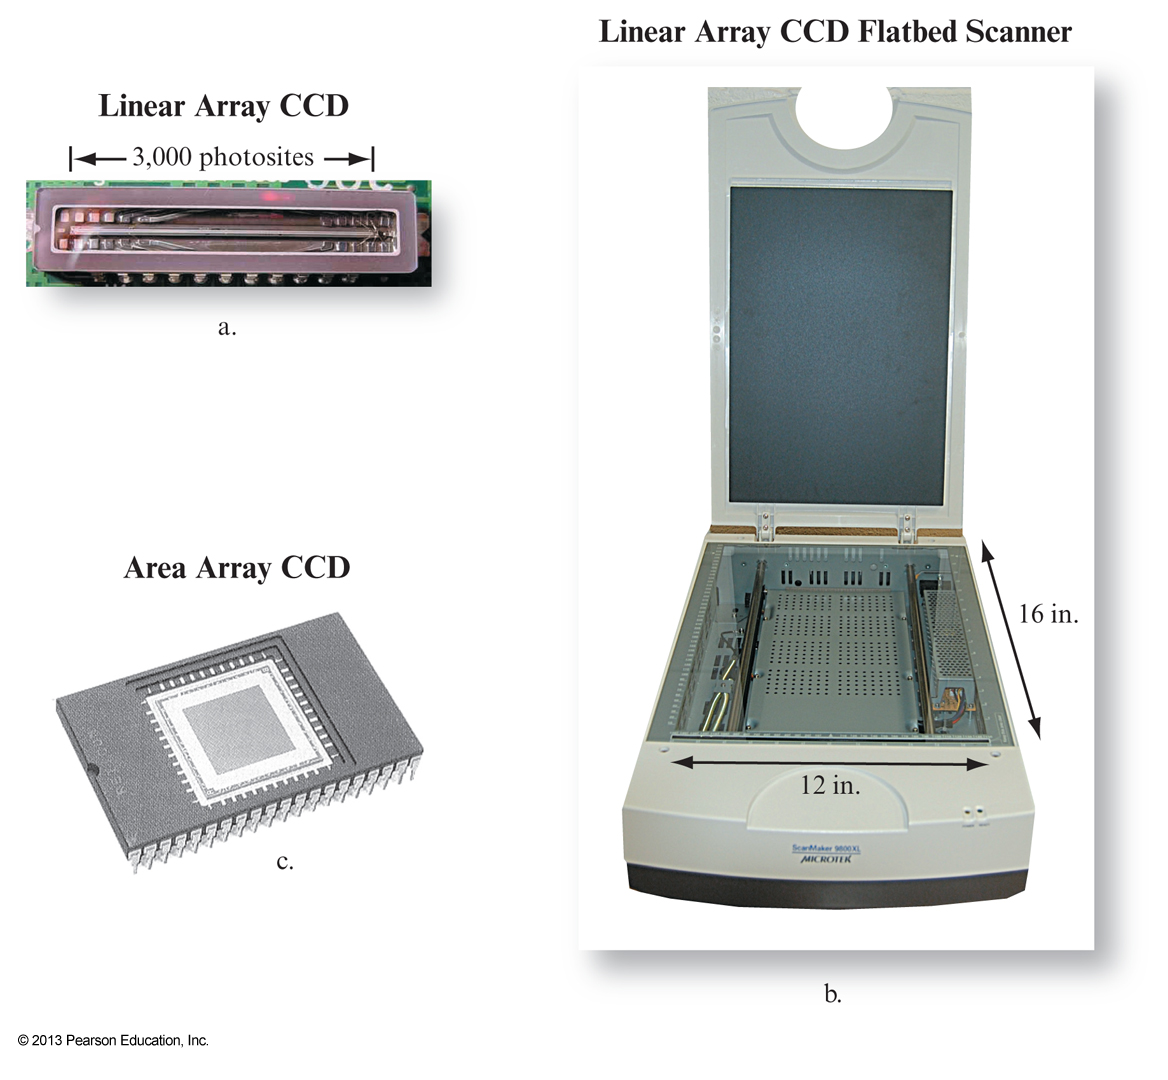 Linear Array CCD Flatbed Scanner
Linear Array CCD
3,000 photosites
a.
Area Array CCD
c.
16 in.
12 in.
ScanMaker 9800XL
MICROTEK
b.
© 2013 Pearson Education, Inc.